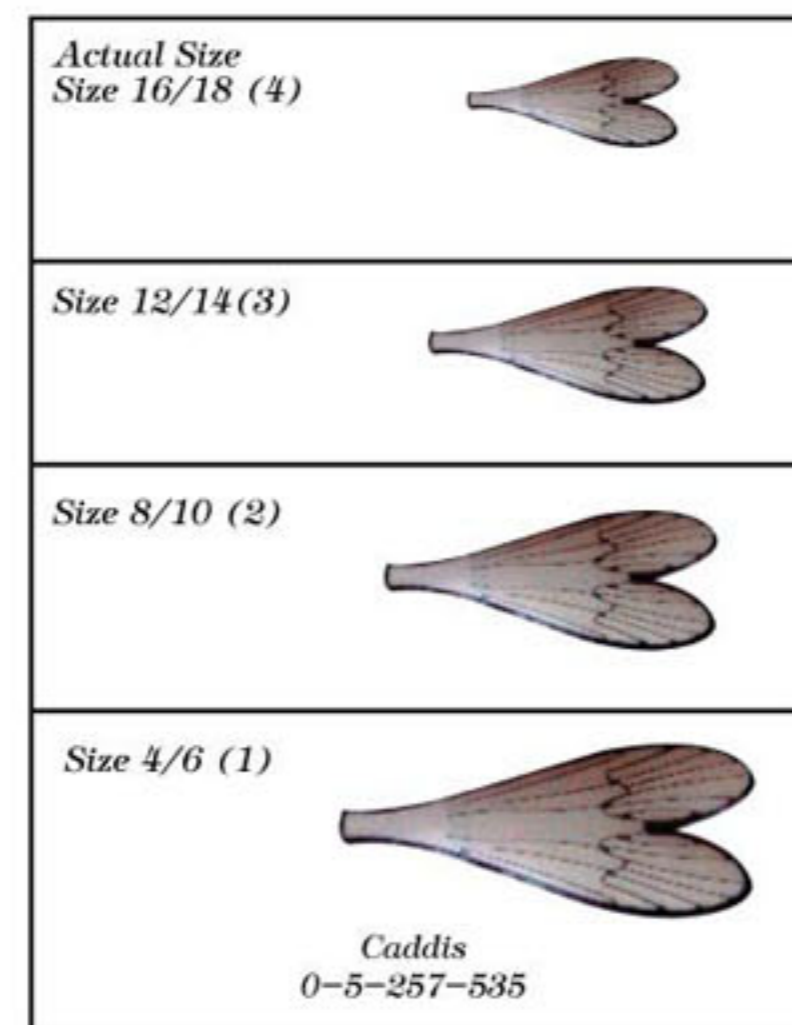 Actual Size
Size 16/18 (4)
Size 12/14(3)
Size 8/10 (2)
Size 4/6 (1)
Caddis
0-5-257-535